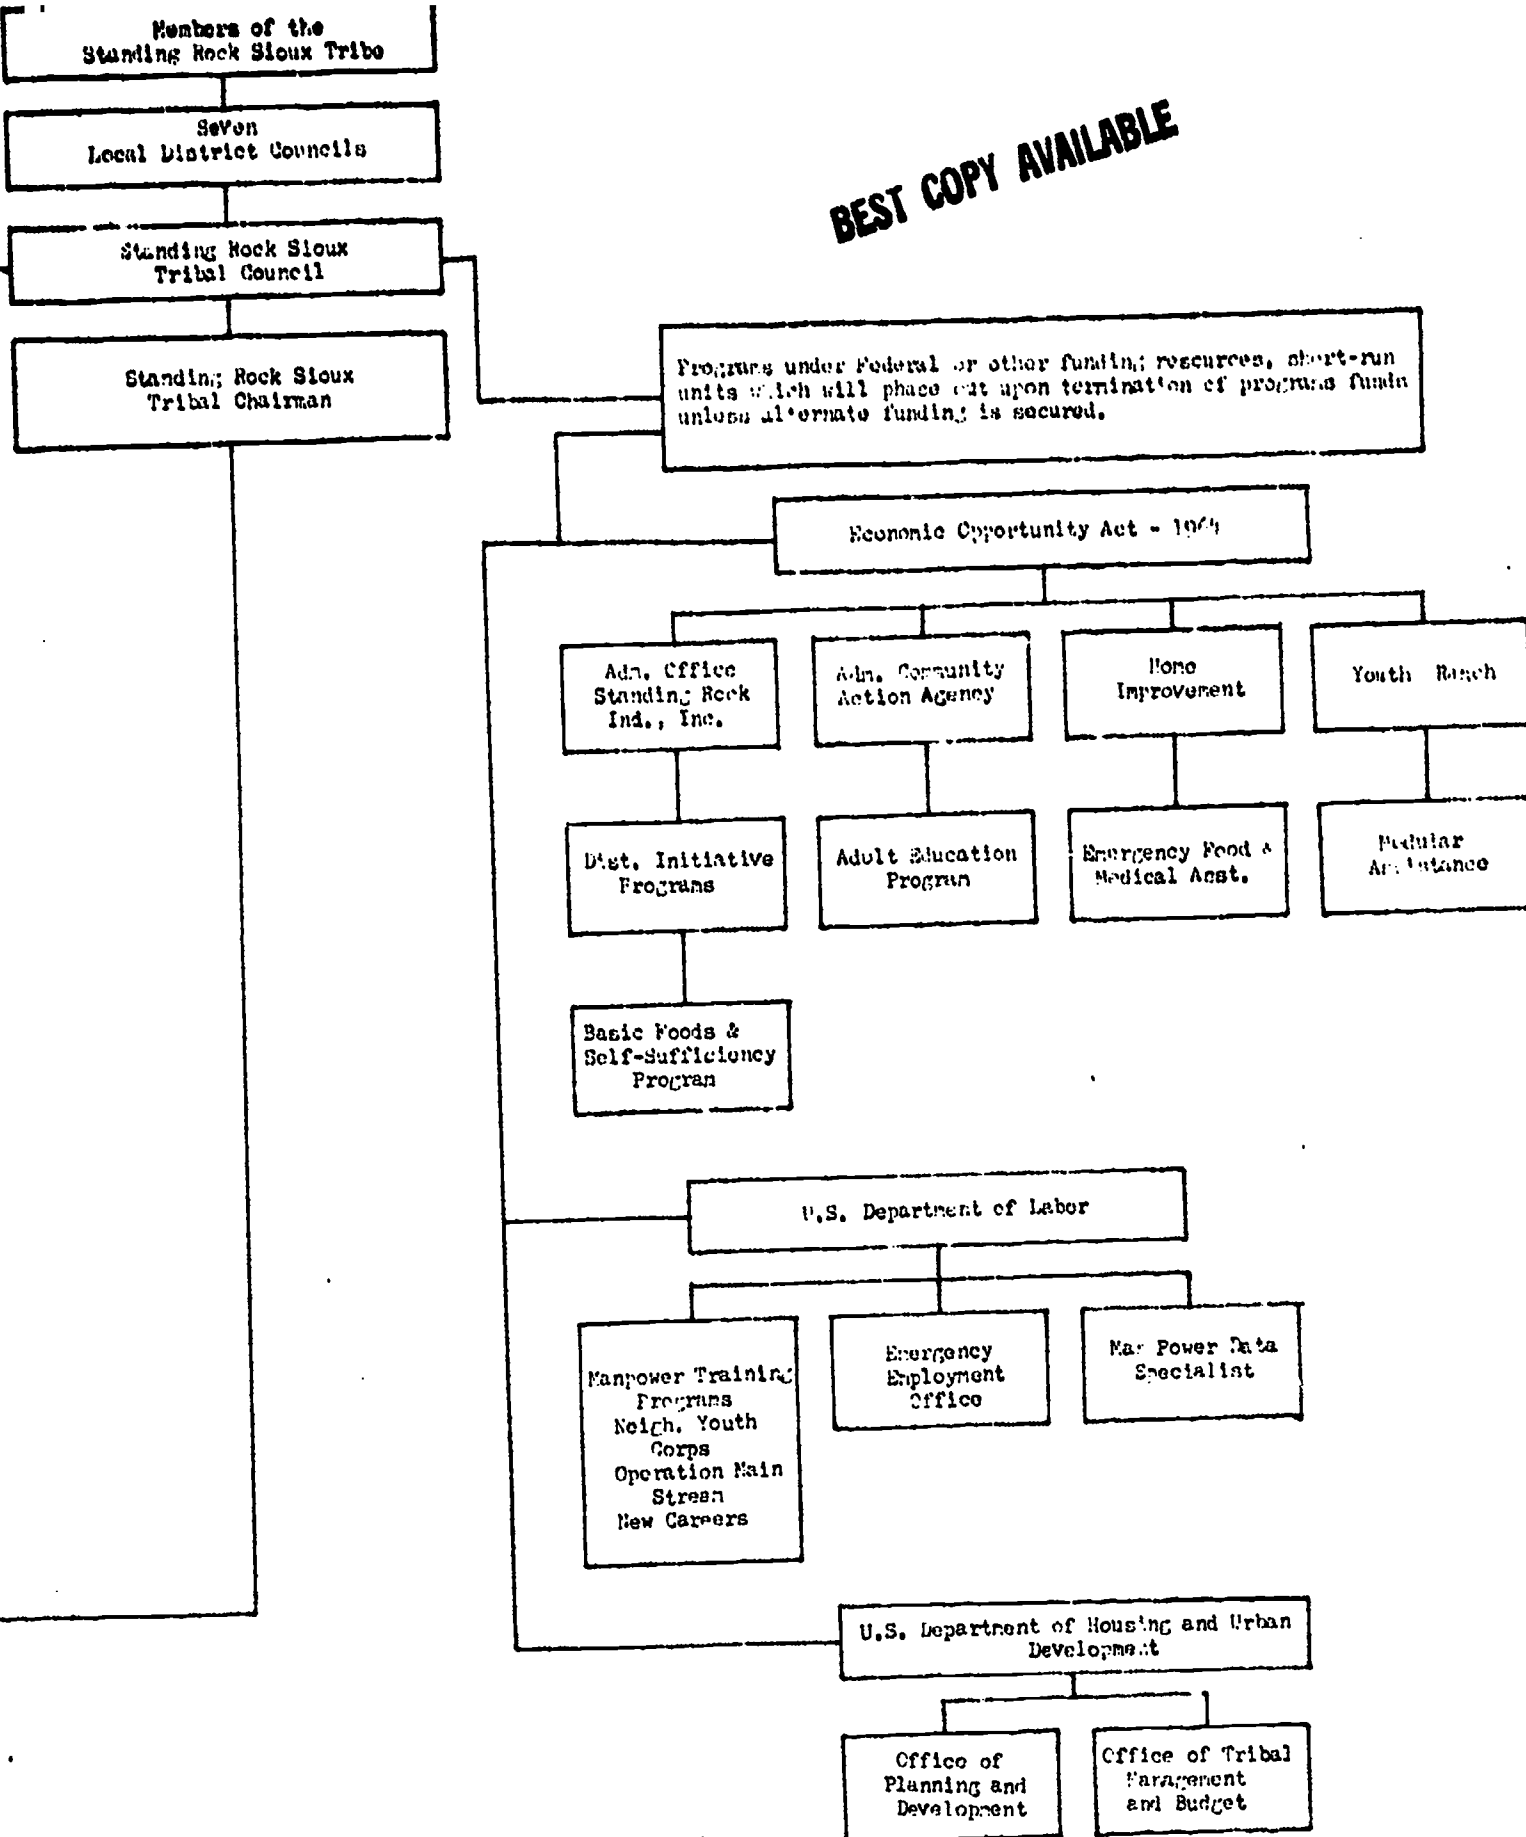 Members of the
Standing Rock Sioux Tribe
Seven
Local District Councils
BEST COPY AVAILABLE
Standing Rock Sioux
Tribal Council
Standing Rock Sioux
Tribal Chairman
Programs under Federal or other funding resources, short-run
units which will phase out upon termination of programs funds
unless alternate funding is secured.
Economic Opportunity Act - 1964
Adm. Office
Standing Rock
Ind., Inc.
Adm. Community
Action Agency
Home
Improvement
Youth Ranch
Dist. Initiative
Programs
Adult Education
Program
Emergency Food &
Medical Asst.
Modular
Assistance
Basic Foods &
Self-Sufficiency
Program
U.S. Department of Labor
Manpower Training
Programs
Neigh. Youth
Corps
Operation Main
Stream
New Careers
Emergency
Employment
Office
Man Power Data
Specialist
U.S. Department of Housing and Urban
Development
Office of
Planning and
Development
Office of Tribal
Management
and Budget